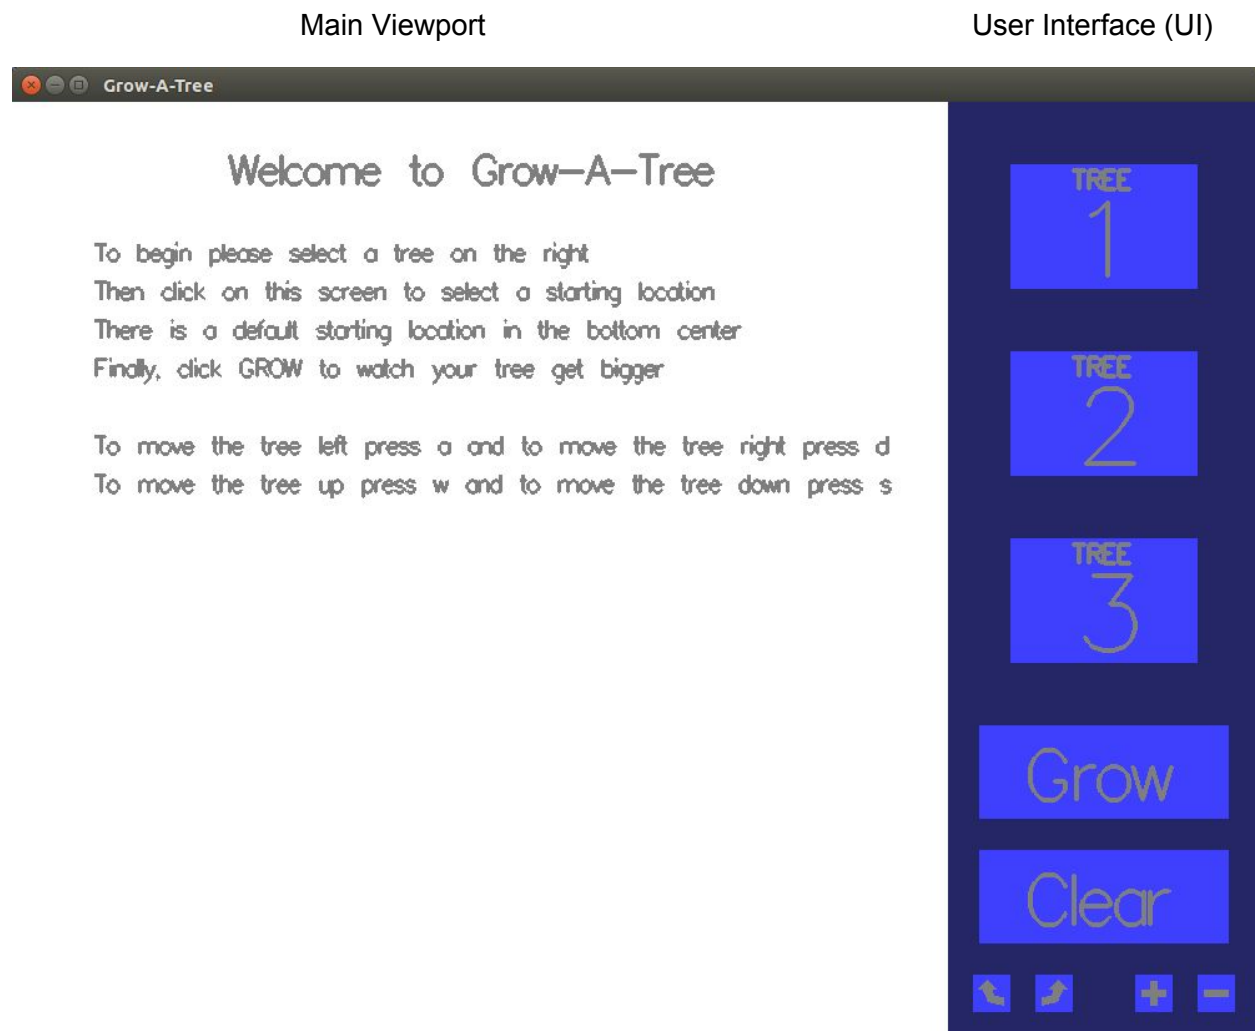 Main Viewport
User Interface (UI)
Grow-A-Tree
Welcome to Grow-A-Tree
To begin please select a tree on the right
Then click on this screen to select a starting location
There is a default starting location in the bottom center
Finally, click GROW to watch your tree get bigger
To move the tree left press a and to move the tree right press d
To move the tree up press w and to move the tree down press s
TREE
1
TREE
2
TREE
3
Grow
Clear
+ -